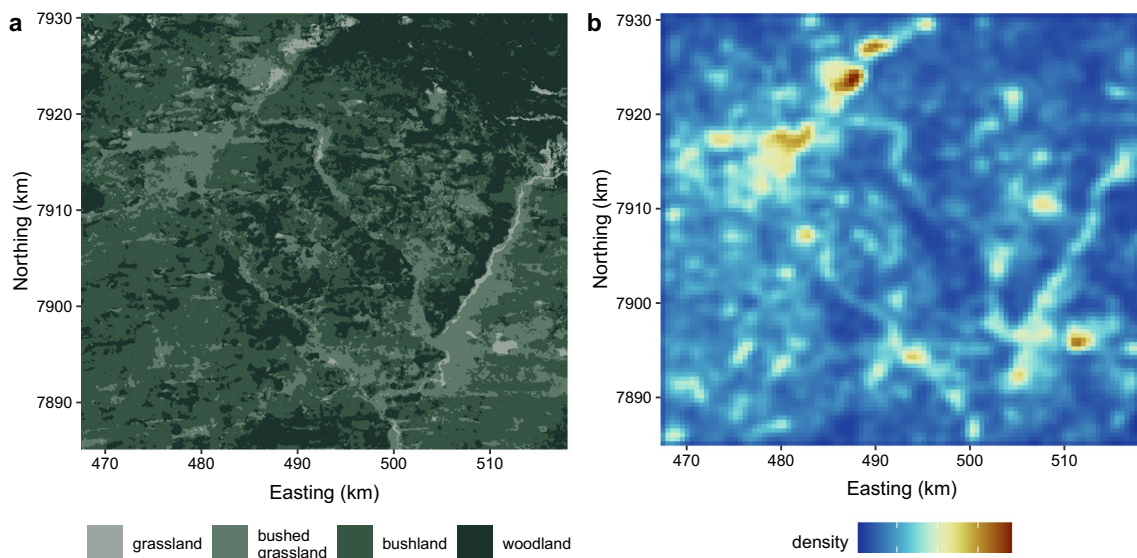 a
b
7930
7920
7910
7900
7890
Northing (km)
470
480
490
500
510
Easting (km)
grassland
bushed
grassland
bushland
woodland
7930
7920
7910
7900
7890
Northing (km)
470
480
490
500
510
Easting (km)
density